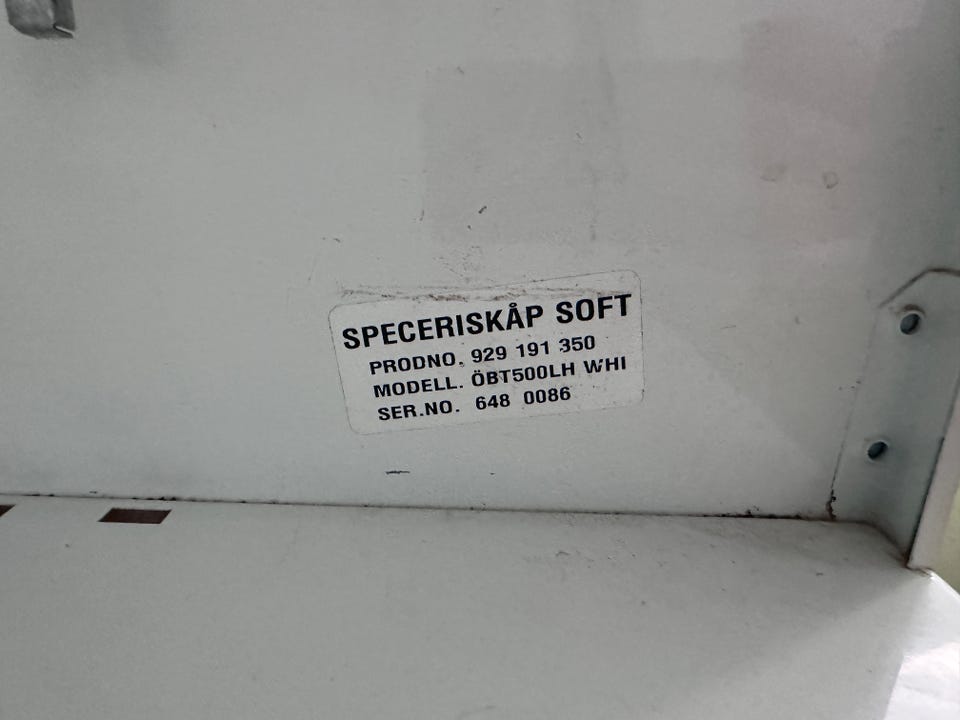 SPECERISKÅP SOFT
PRODNO. 929 191 350
MODELL. ÖBT500LH WHI
SER.NO. 648 0086